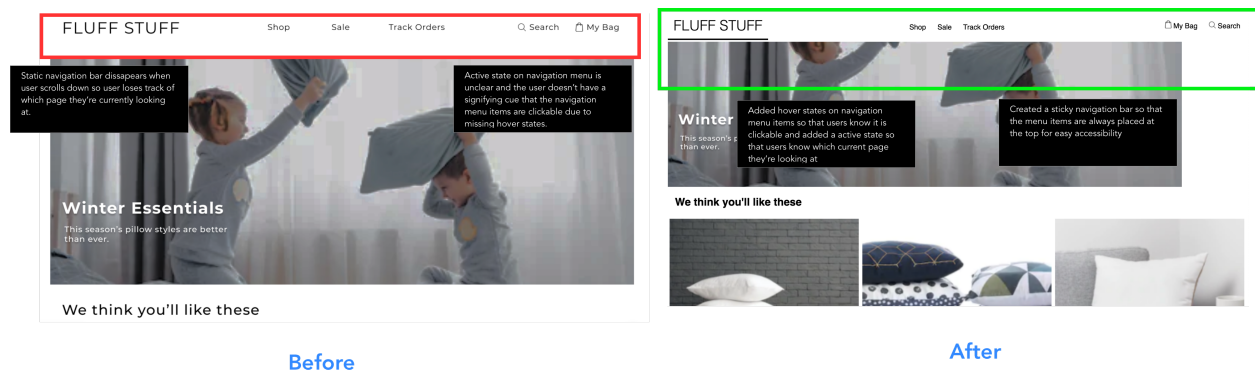 FLUFF STUFF
Shop Sale Track Orders
Search My Bag
Static navigation bar dissapears when
user scrolls down so user loses track of
which page they're currently looking
at.
Active state on navigation menu is
unclear and the user doesn't have a
signifying cue that the navigation
menu items are clickable due to
missing hover states.
Winter Essentials
This season's pillow styles are better
than ever.
We think you'll like these
Before
FLUFF STUFF
Shop Sale Track Orders
My Bag Search
Added hover states on navigation
menu items so that users know it is
clickable and added a active state so
that users know which current page
they're looking at
Created a sticky navigation bar so that
the menu items are always placed at
the top for easy accessibility
Winter
This season's p
than ever.
We think you'll like these
After